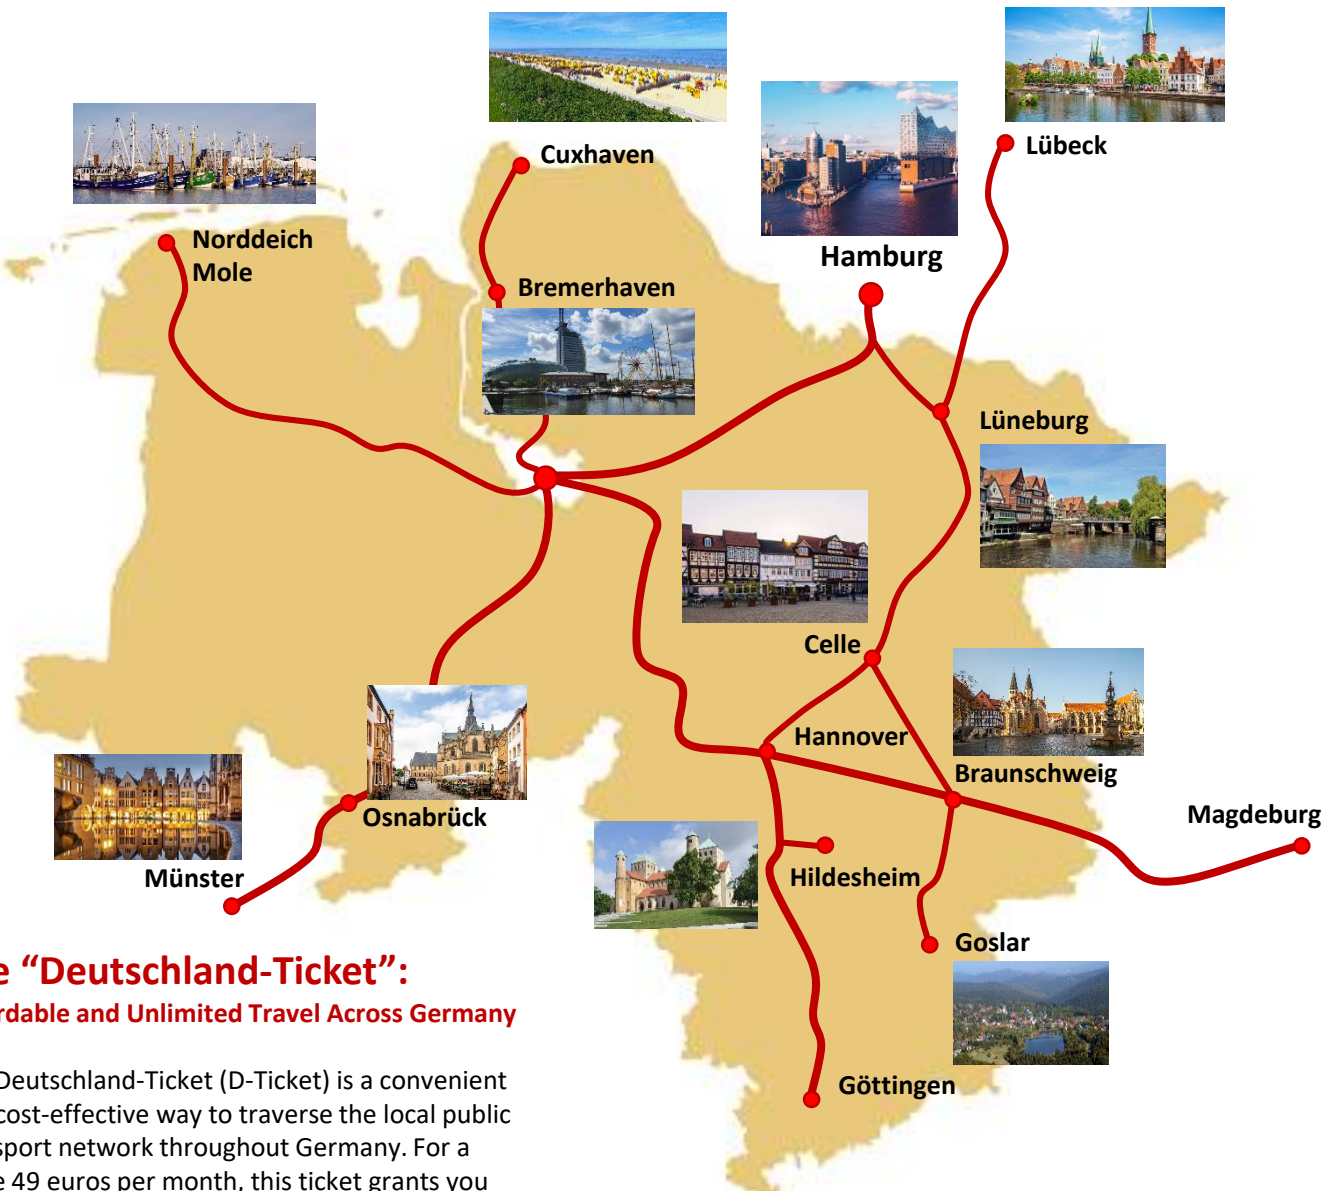 Cuxhaven
Lübeck
Norddeich
Mole
Hamburg
Bremerhaven
Lüneburg
Celle
Hannover
Braunschweig
Osnabrück
Magdeburg
Münster
Hildesheim
Goslar
e “Deutschland-Ticket”:
rdable and Unlimited Travel Across Germany
Deutschland-Ticket (D-Ticket) is a convenient
cost-effective way to traverse the local public
sport network throughout Germany. For a
e 49 euros per month, this ticket grants you
Göttingen